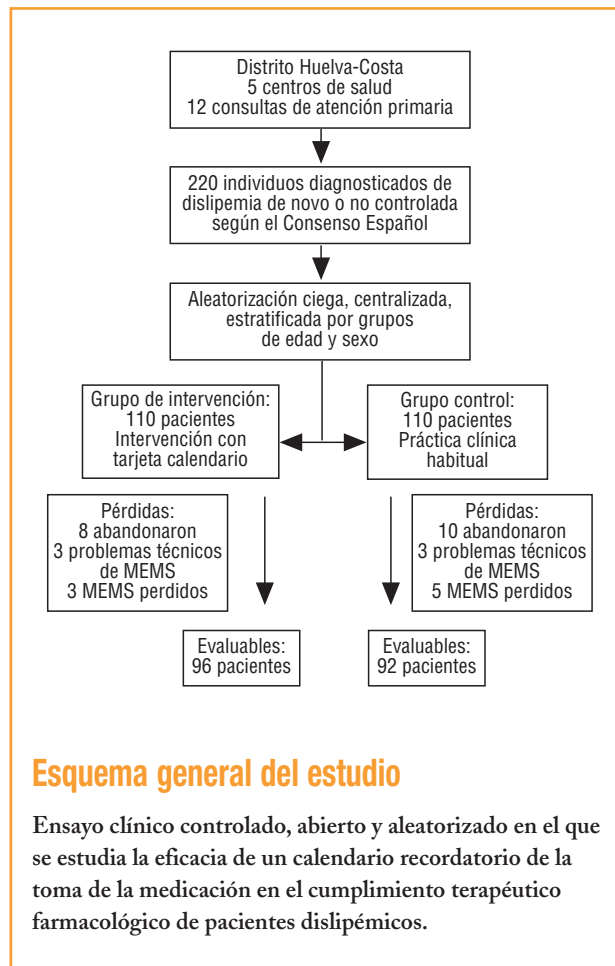 Distrito Huelva-Costa
5 centros de salud
12 consultas de atención primaria
220 individuos diagnosticados de
dislipemia de novo o no controlada
según el Consenso Español
Aleatorización ciega, centralizada,
estratificada por grupos
de edad y sexo
Grupo de intervención:
110 pacientes
Intervención con
tarjeta calendario
Grupo control:
110 pacientes
Práctica clínica
habitual
Pérdidas:
8 abandonaron
3 problemas técnicos
de MEMS
3 MEMS perdidos
Pérdidas:
10 abandonaron
3 problemas técnicos
de MEMS
5 MEMS perdidos
Evaluables:
96 pacientes
Evaluables:
92 pacientes
Esquema general del estudio
Ensayo clínico controlado, abierto y aleatorizado en el que
se estudia la eficacia de un calendario recordatorio de la
toma de la medicación en el cumplimiento terapéutico
farmacológico de pacientes dislipémicos.